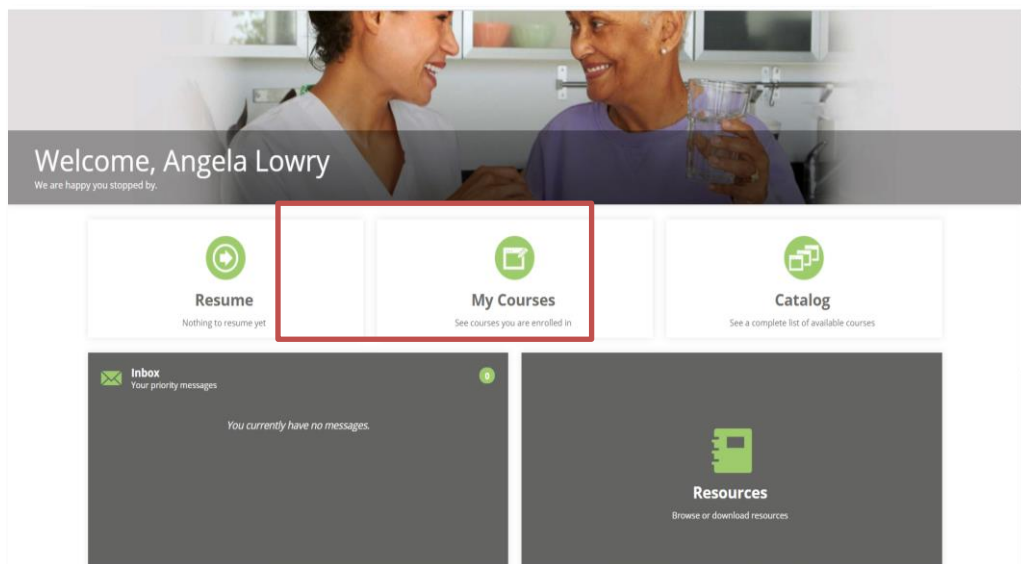 Welcome, Angela Lowry
We are happy you stopped by.
Resume
Nothing to resume yet
My Courses
See courses you are enrolled in
Catalog
See a complete list of available courses
Inbox
Your priority messages
0
You currently have no messages.
Resources
Browse or download resources